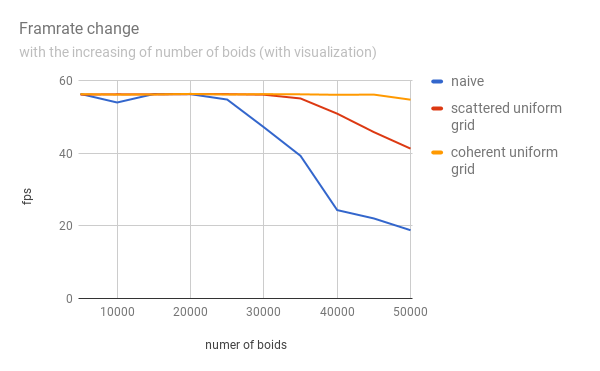 Framrate change
with the increasing of number of boids (with visualization)
60
40
20
0
fps
10000
20000
30000
40000
50000
numer of boids
naive
scattered uniform
grid
coherent uniform
grid